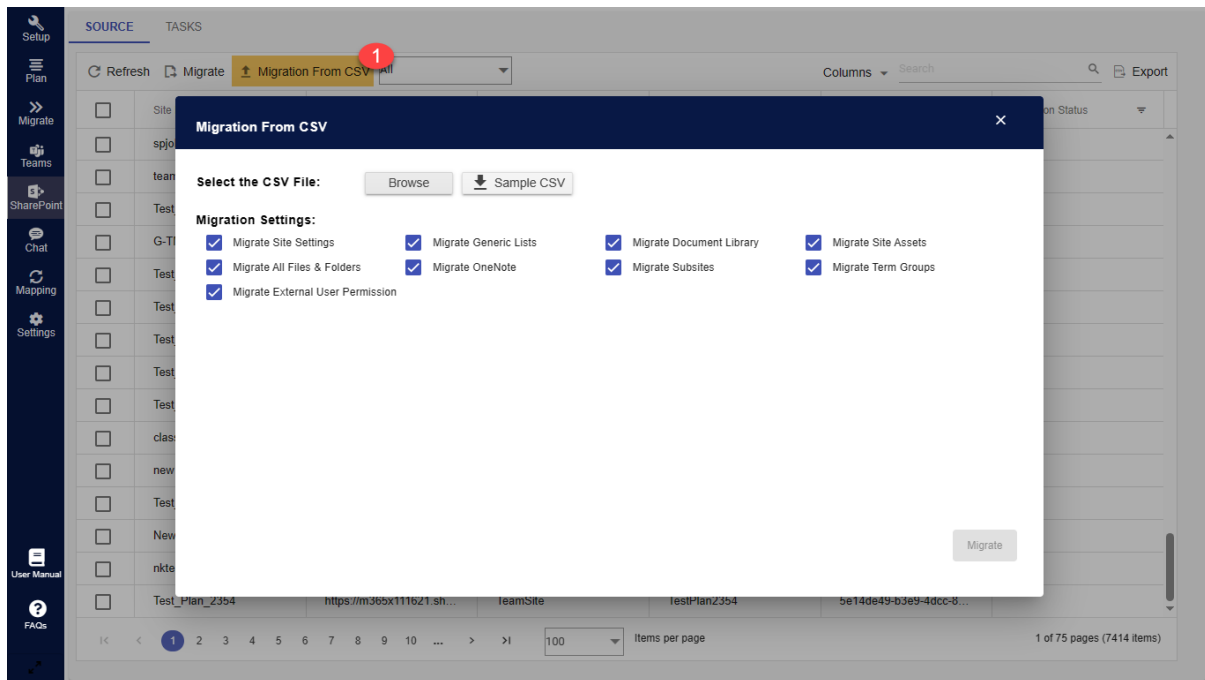 Setup
Plan
Migrate
Teams
SharePoint
Chat
Mapping
Settings
User Manual
FAQs
SOURCE TASKS
Refresh Migrate Migration From CSV 1 All Columns Search Export
Site on Status
Migration From CSV
Select the CSV File: Browse Sample CSV
Migration Settings:
Migrate Site Settings Migrate Generic Lists Migrate Document Library Migrate Site Assets
Migrate All Files & Folders Migrate OneNote Migrate Subsites Migrate Term Groups
Migrate External User Permission
Migrate
spjo
team
Test
G-T
Test
Test
Test
Test
Test
clas
new
Test
New
nkte
Test_Plan_2354 https://m365x111621.sh... TeamSite TestPlan2354 5e14de49-b3e9-4dcc-8...
1 2 3 4 5 6 7 8 9 10 ... 100 Items per page 1 of 75 pages (7414 items)